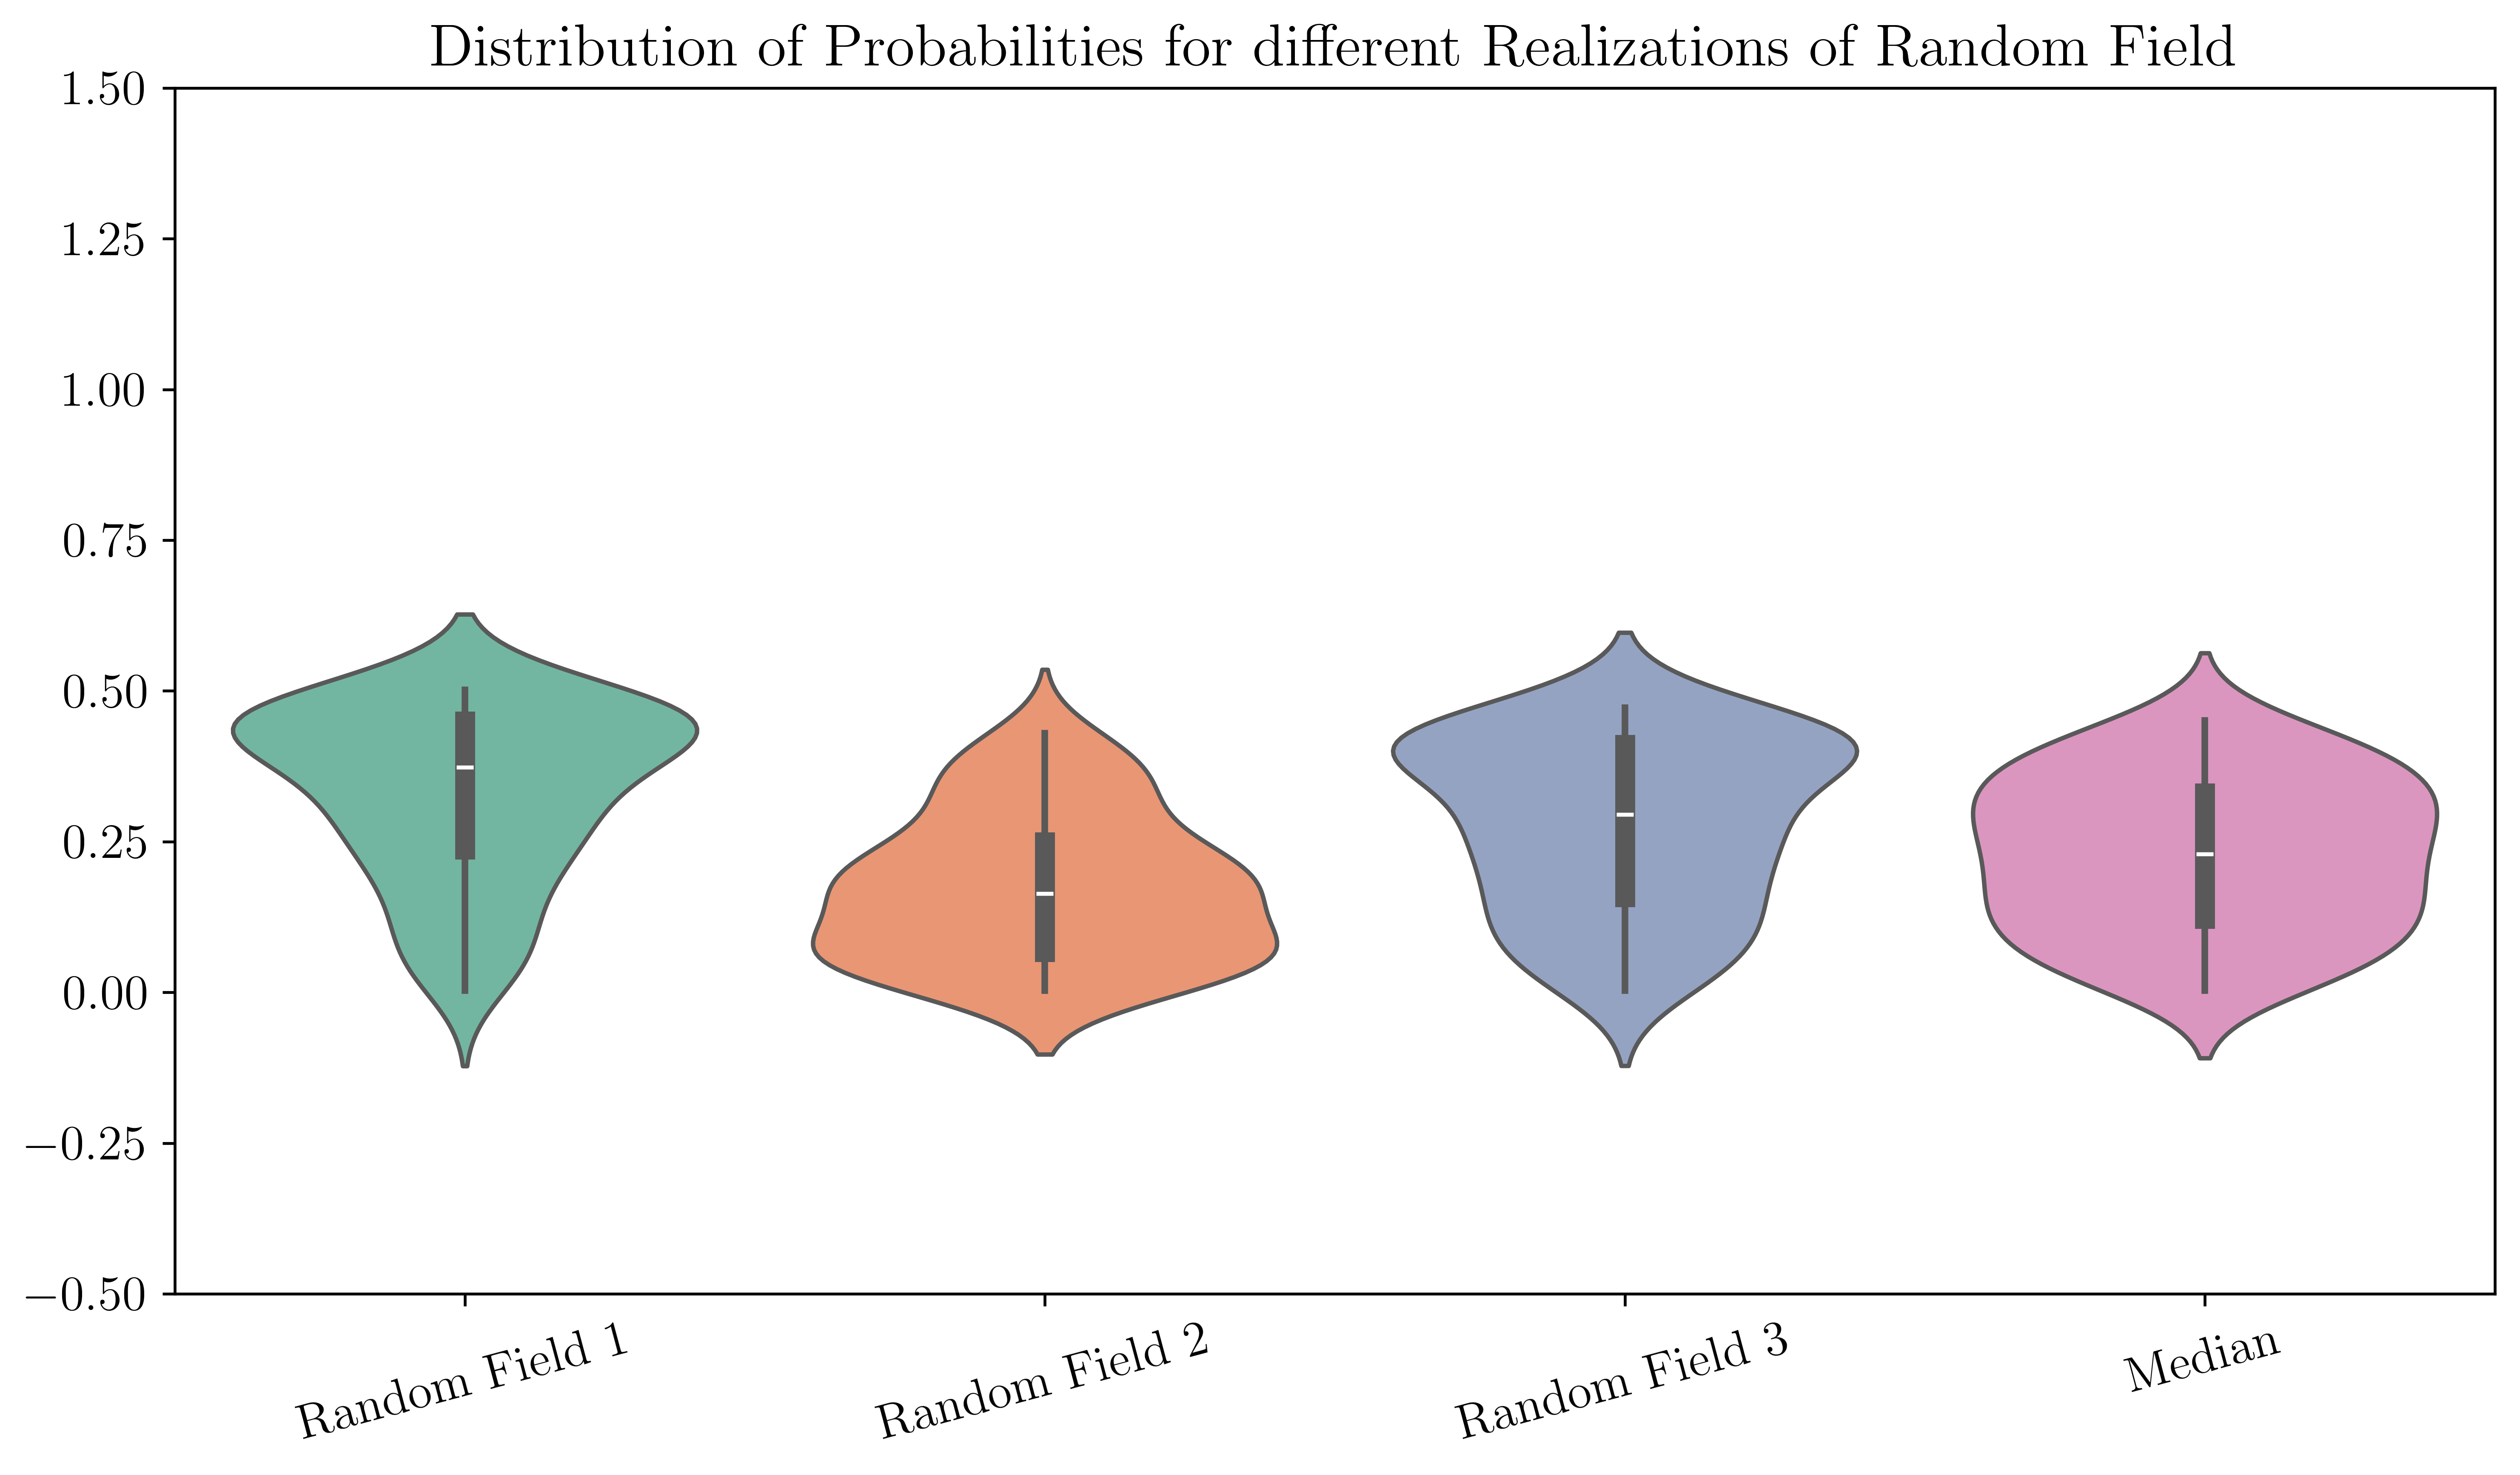 Distribution of Probabilities for different Realizations of Random Field
1.50
1.25
1.00
0.75
0.50
0.25
0.00
−0.25
−0.50
Random Field 1
Random Field 2
Random Field 3
Median